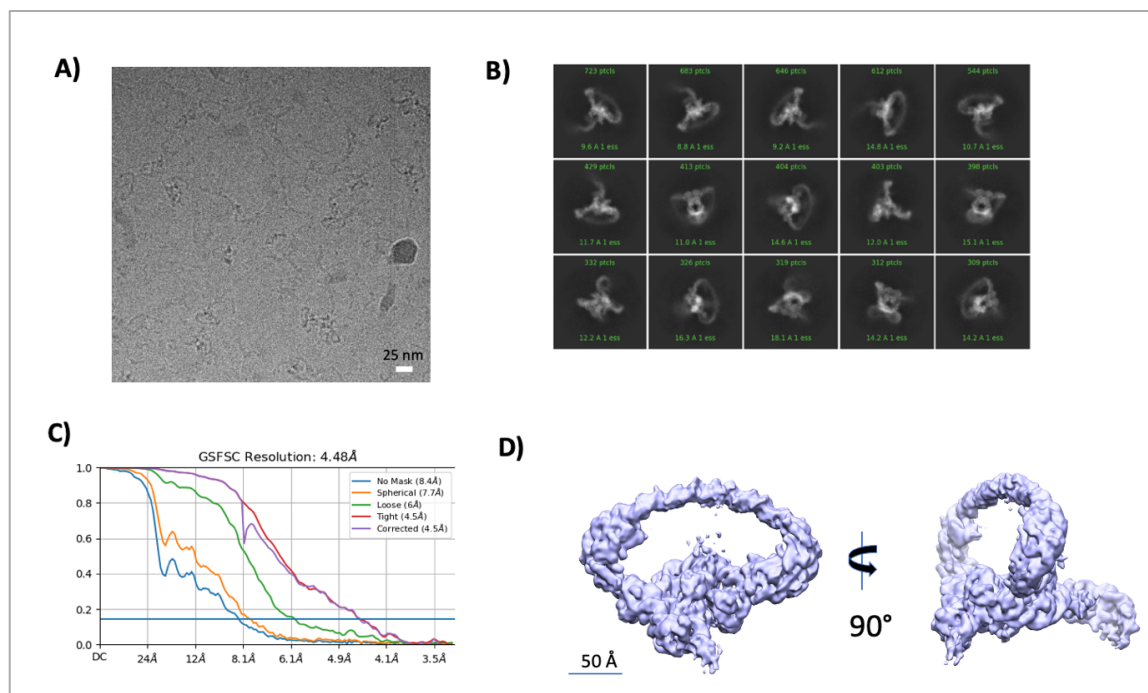 A)
25 nm
B)
723 ptcls 683 ptcls 646 ptcls 612 ptcls 544 ptcls
9.6 A 1 ess 8.8 A 1 ess 9.2 A 1 ess 14.8 A 1 ess 10.7 A 1 ess
429 ptcls 413 ptcls 404 ptcls 403 ptcls 398 ptcls
11.7 A 1 ess 11.0 A 1 ess 14.6 A 1 ess 12.0 A 1 ess 15.1 A 1 ess
332 ptcls 326 ptcls 319 ptcls 312 ptcls 309 ptcls
12.2 A 1 ess 16.3 A 1 ess 18.1 A 1 ess 14.2 A 1 ess 14.2 A 1 ess
C)
GSFSC Resolution: 4.48Å
1.0
0.8
0.6
0.4
0.2
0.0
No Mask (8.4Å)
Spherical (7.7Å)
Loose (6Å)
Tight (4.5Å)
Corrected (4.5Å)
DC 24Å 12Å 8.1Å 6.1Å 4.9Å 4.1Å 3.5Å
D)
90°
50 Å